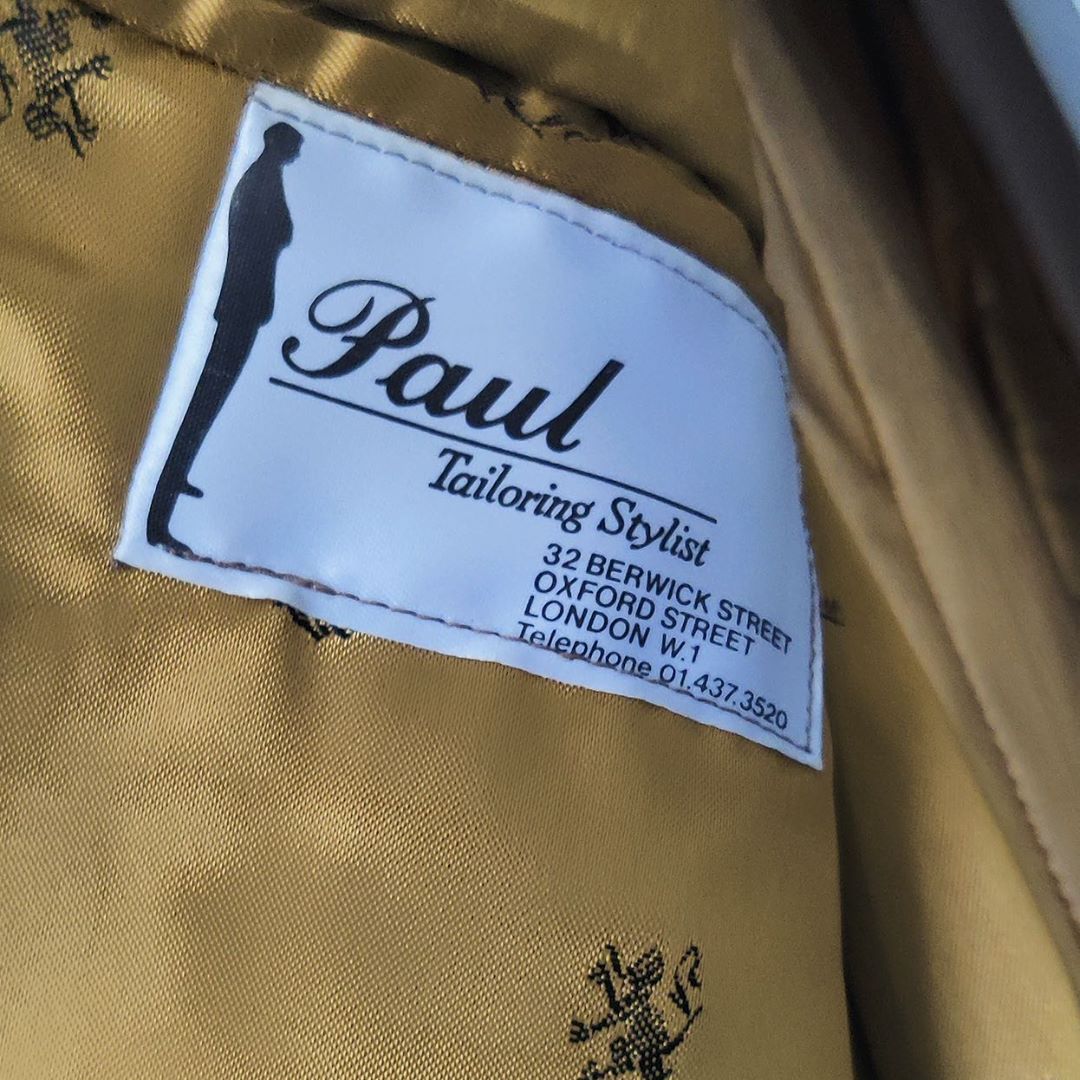 Paul
Tailoring Stylist
32 BERWICK STREET
OXFORD STREET
LONDON W.1
Telephone 01.437.3520